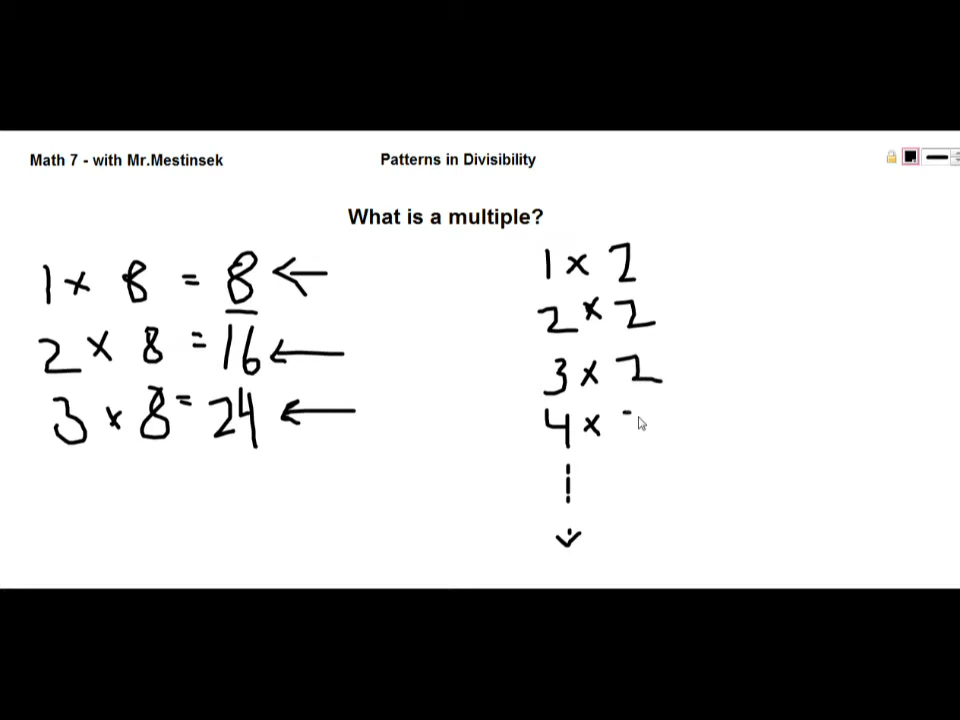 Math 7 - with Mr.Mestinsek
Patterns in Divisibility
What is a multiple?
1 x 8 = 8 ←
2 x 8 = 16 ←
3 x 8 = 24 ←
1 x 2
2 x 2
3 x 2
4 x